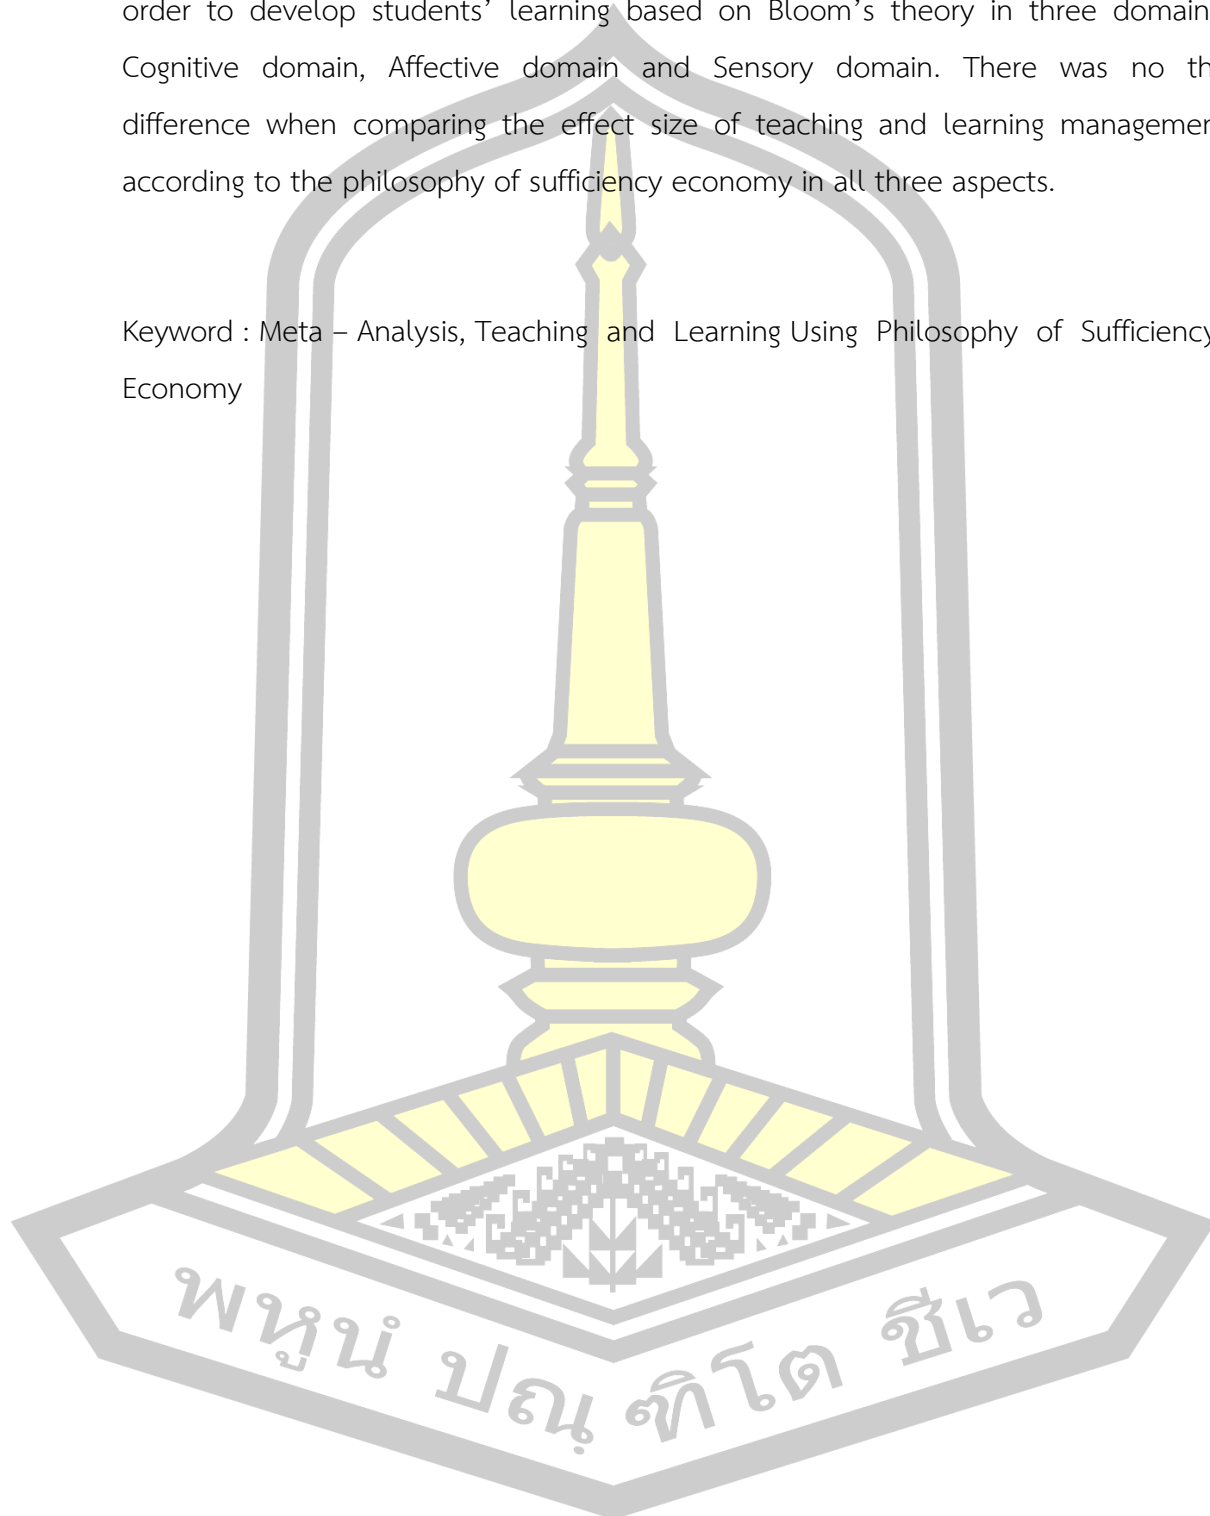 order to develop students’ learning based on Bloom’s theory in three domain
Cognitive domain, Affective domain and Sensory domain. There was no th
difference when comparing the effect size of teaching and learning managemen
according to the philosophy of sufficiency economy in all three aspects.
Keyword : Meta – Analysis, Teaching and Learning Using Philosophy of Sufficiency
Economy
พหูนํ ปณฺฑิโต ชีเว